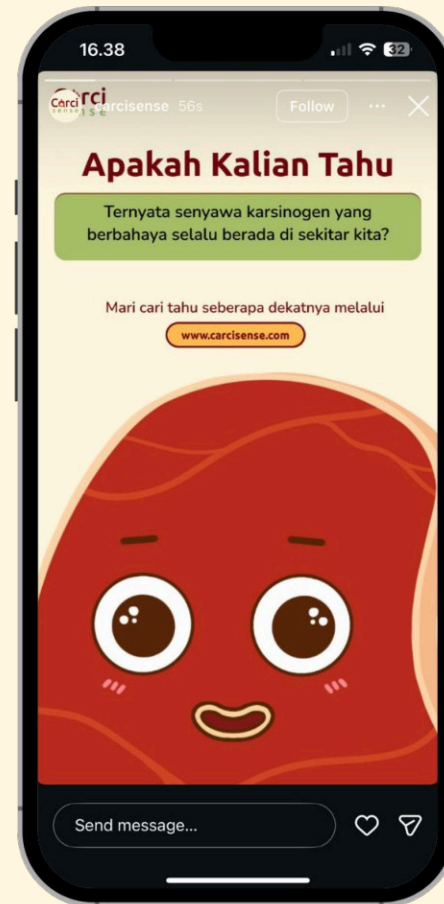 16.38
32
Carci
sense
carcisense 56s
Follow
Apakah Kalian Tahu
Ternyata senyawa karsinogen yang
berbahaya selalu berada di sekitar kita?
Mari cari tahu seberapa dekatnya melalui
www.carcisense.com
Send message...